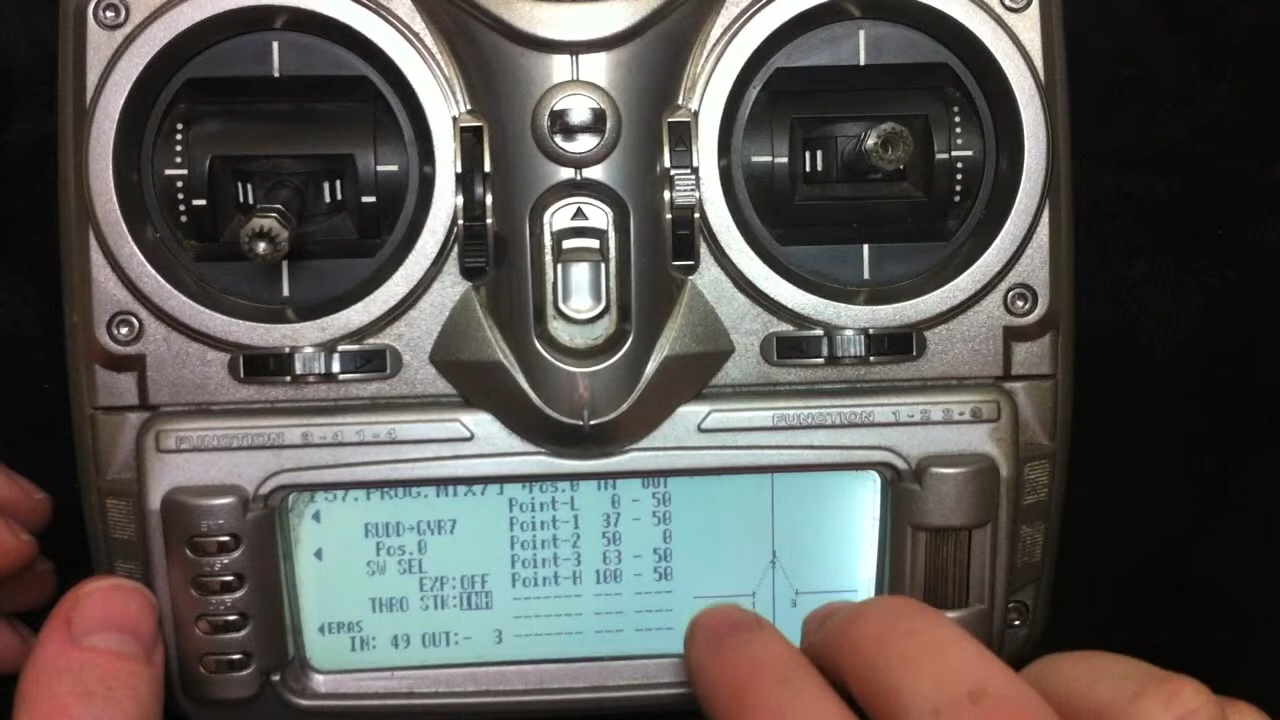 FUNCTION 3-4 1-4
FUNCTION 1-2 2-3
[57.PROG.MIX7] Pos.0 IN OUT
Point-L 0 - 50
RUDD→GYR7 Point-1 37 - 50
Pos.0 Point-2 50 0
SW SEL Point-3 63 - 50
EXP:OFF Point-H 100 - 50
THRO STK:INH
ERAS
IN: 49 OUT:- 3